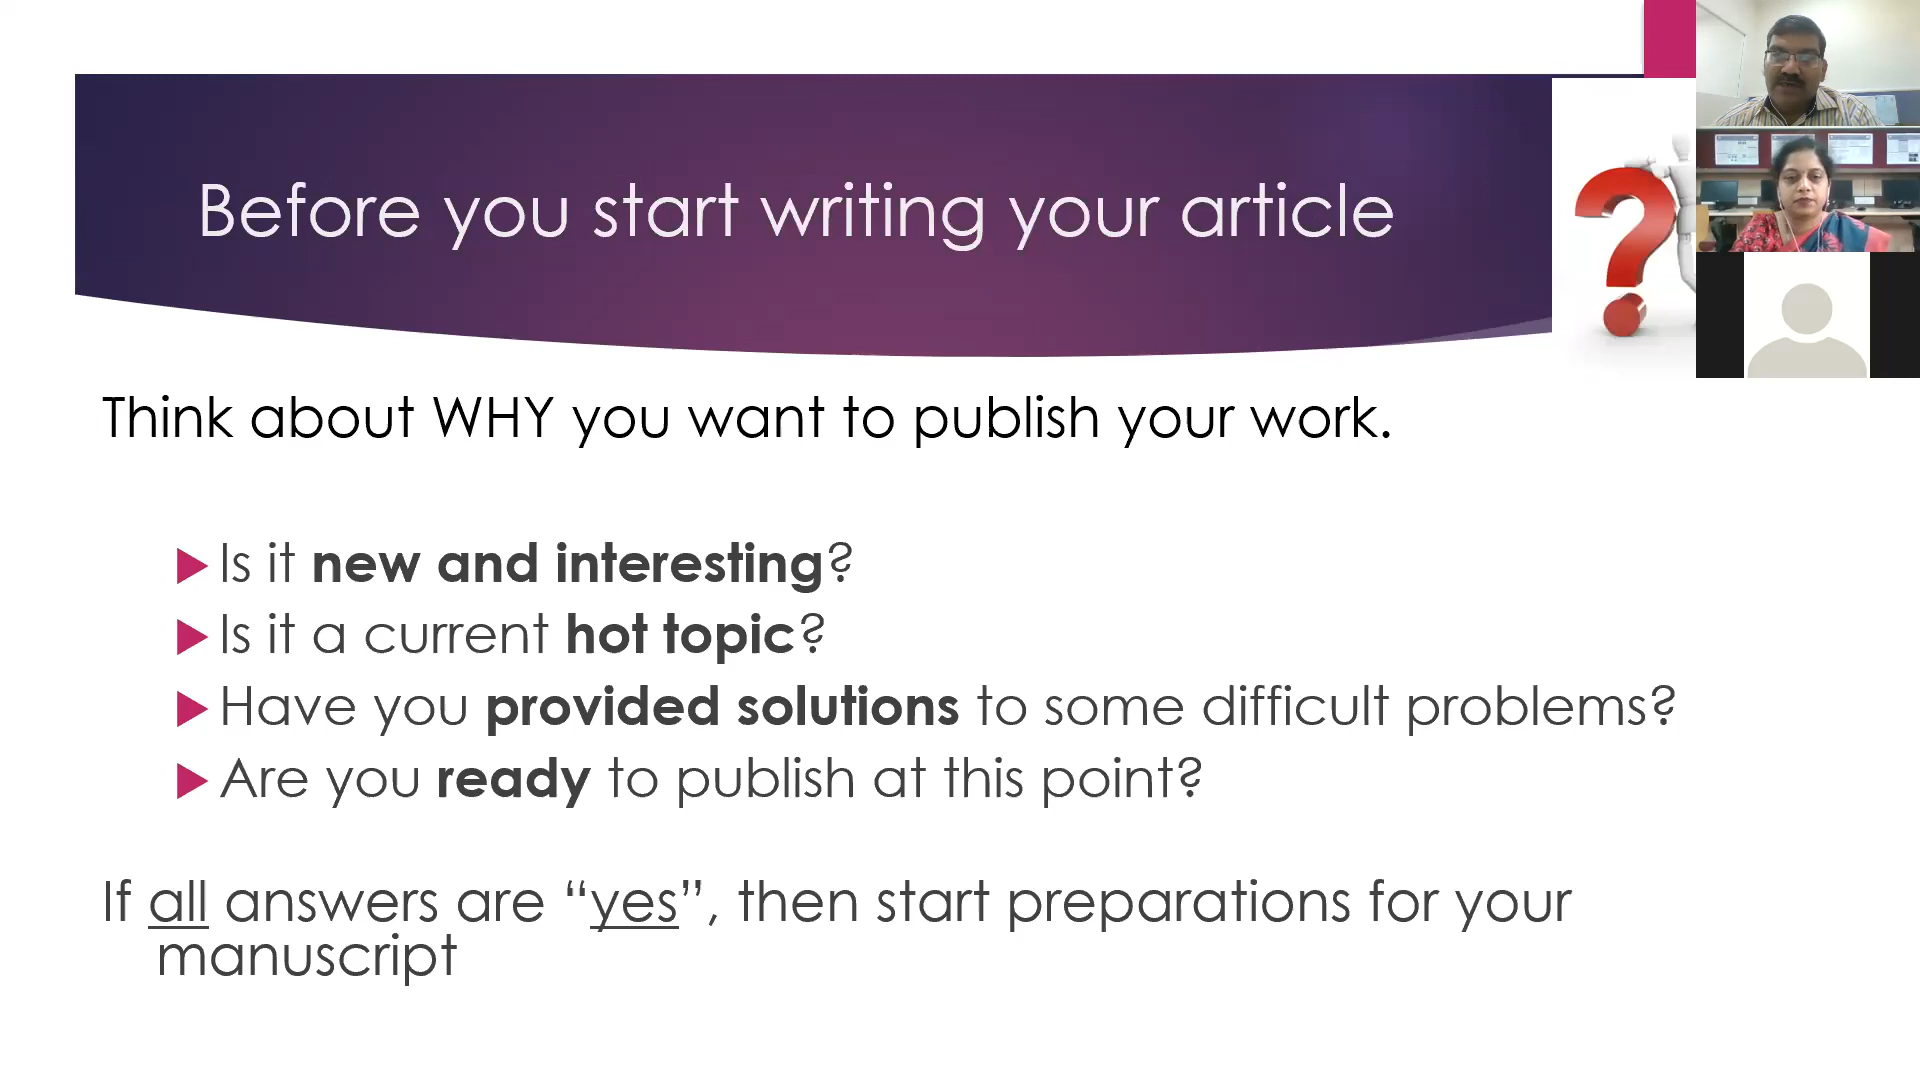 Before you start writing your article
Think about WHY you want to publish your work.
Is it new and interesting?
Is it a current hot topic?
Have you provided solutions to some difficult problems?
Are you ready to publish at this point?
If all answers are “yes”, then start preparations for your
manuscript